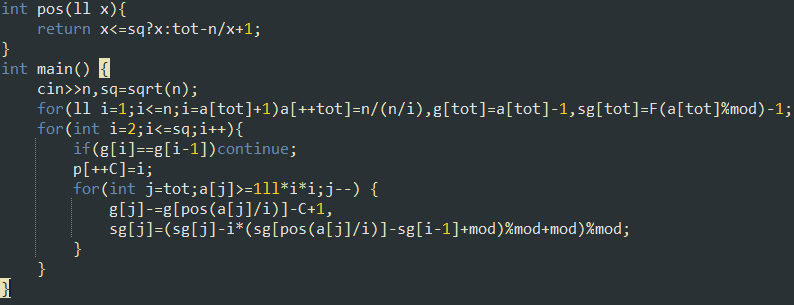 int pos(ll x){
    return x<=sq?x:tot-n/x+1;
}
int main() {
    cin>>n,sq=sqrt(n);
    for(ll i=1;i<=n;i=a[tot]+1)a[++tot]=n/(n/i),g[tot]=a[tot]-1,sg[tot]=F(a[tot]%mod)-1;
    for(int i=2;i<=sq;i++){
        if(g[i]==g[i-1])continue;
        p[++C]=i;
        for(int j=tot;a[j]>=1ll*i*i;j--) {
            g[j]-=g[pos(a[j]/i)]-C+1,
            sg[j]=(sg[j]-i*(sg[pos(a[j]/i)]-sg[i-1]+mod)%mod+mod)%mod;
        }
    }
}